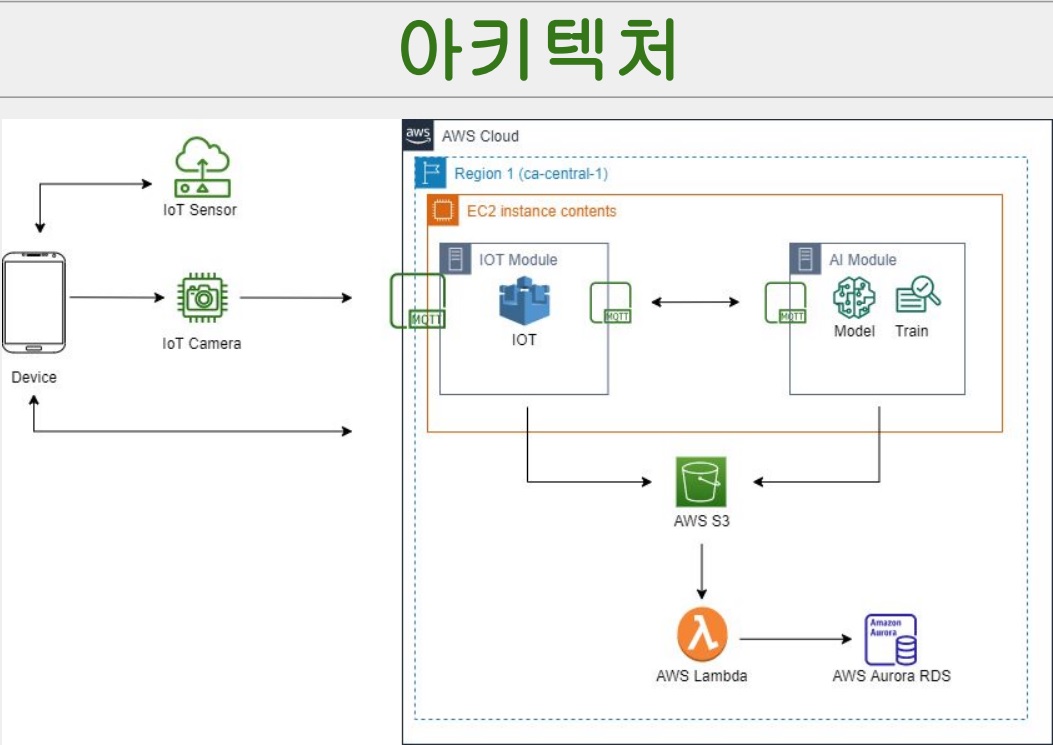 아키텍처
aws
AWS Cloud
Region 1 (ca-central-1)
EC2 instance contents
IoT Sensor
IOT Module
AI Module
MQTT
MQTT
MQTT
IOT
Model
Train
IoT Camera
Device
AWS S3
Amazon
Aurora
AWS Lambda
AWS Aurora RDS